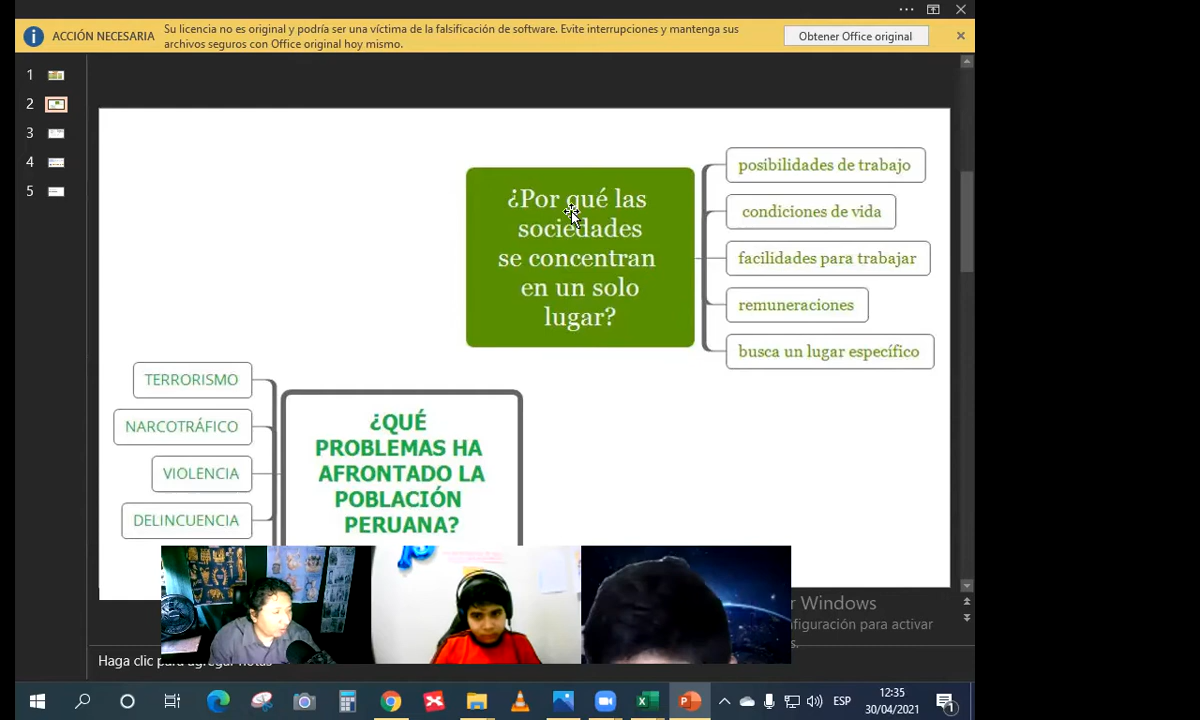 ACCIÓN NECESARIA
Su licencia no es original y podría ser una víctima de la falsificación de software. Evite interrupciones y mantenga sus
archivos seguros con Office original hoy mismo.
Obtener Office original
1
2
3
4
5
¿Por qué las
sociedades
se concentran
en un solo
lugar?
posibilidades de trabajo
condiciones de vida
facilidades para trabajar
remuneraciones
busca un lugar específico
TERRORISMO
NARCOTRÁFICO
VIOLENCIA
DELINCUENCIA
¿QUÉ
PROBLEMAS HA
AFRONTADO LA
POBLACIÓN
PERUANA?
Windows
para activar
Haga clic para agregar notas
ESP
12:35
30/04/2021
1